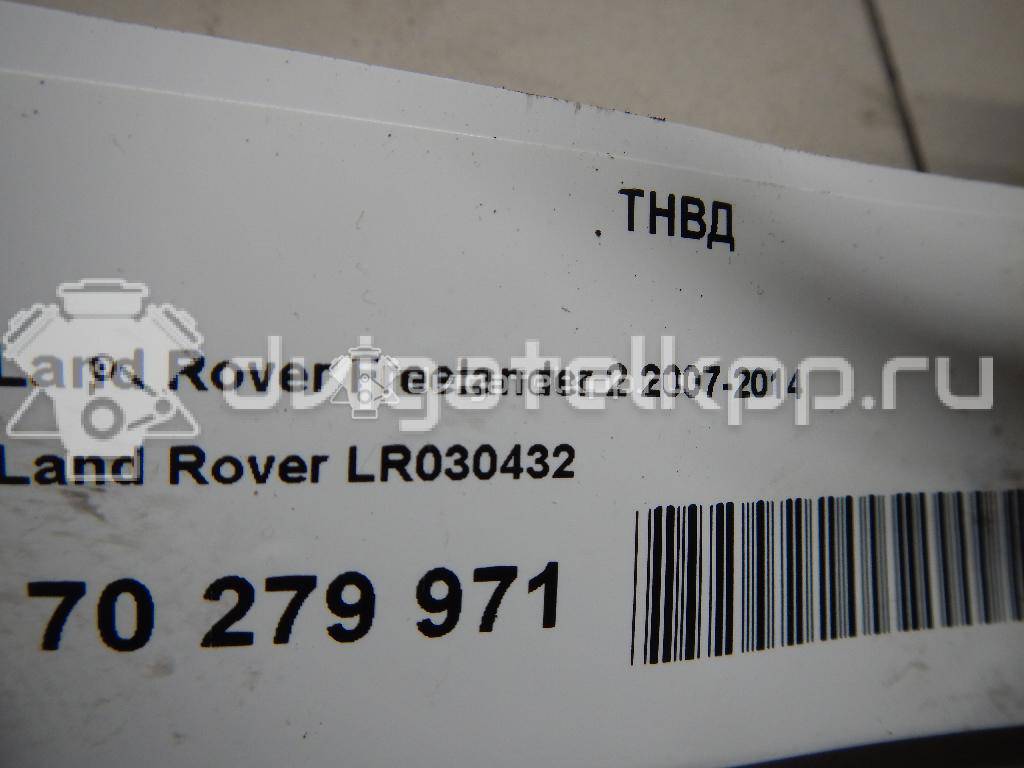 ТНВД
Land Rover Freelander 2 2007-2014
dvigatelkpp.ru
Land Rover LR030432
70 279 971